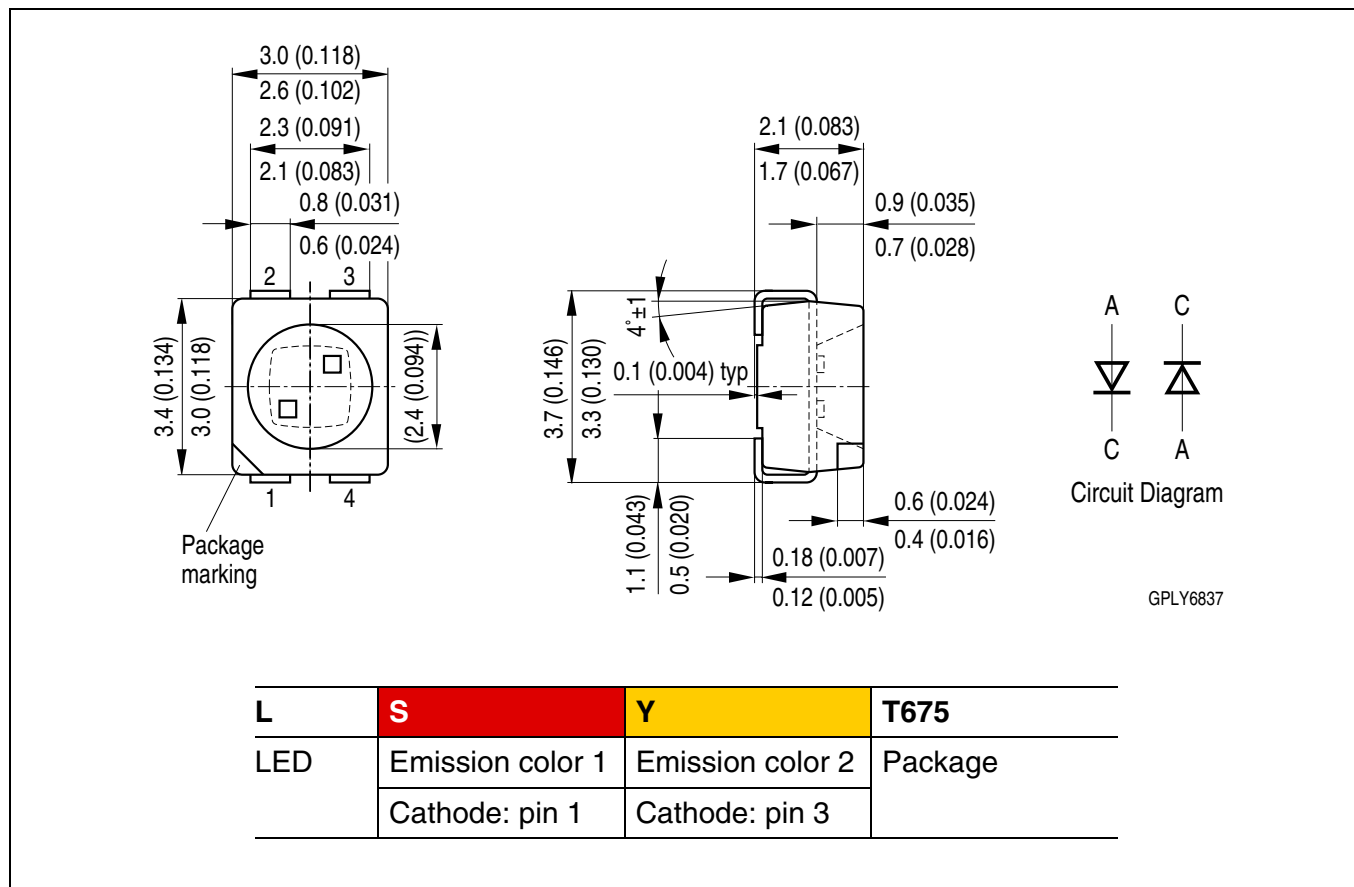 3.0 (0.118)
2.6 (0.102)
2.3 (0.091)
2.1 (0.083)
0.8 (0.031)
0.6 (0.024)
2
3
3.4 (0.134)
3.0 (0.118)
(2.4 (0.094))
1
4
Package
marking
2.1 (0.083)
1.7 (0.067)
0.9 (0.035)
0.7 (0.028)
4˚±1
0.1 (0.004) typ
3.7 (0.146)
3.3 (0.130)
1.1 (0.043)
0.5 (0.020)
0.6 (0.024)
0.4 (0.016)
0.18 (0.007)
0.12 (0.005)
A C
C A
Circuit Diagram
GPLY6837
L S Y T675
LED Emission color 1 Emission color 2 Package
Cathode: pin 1 Cathode: pin 3